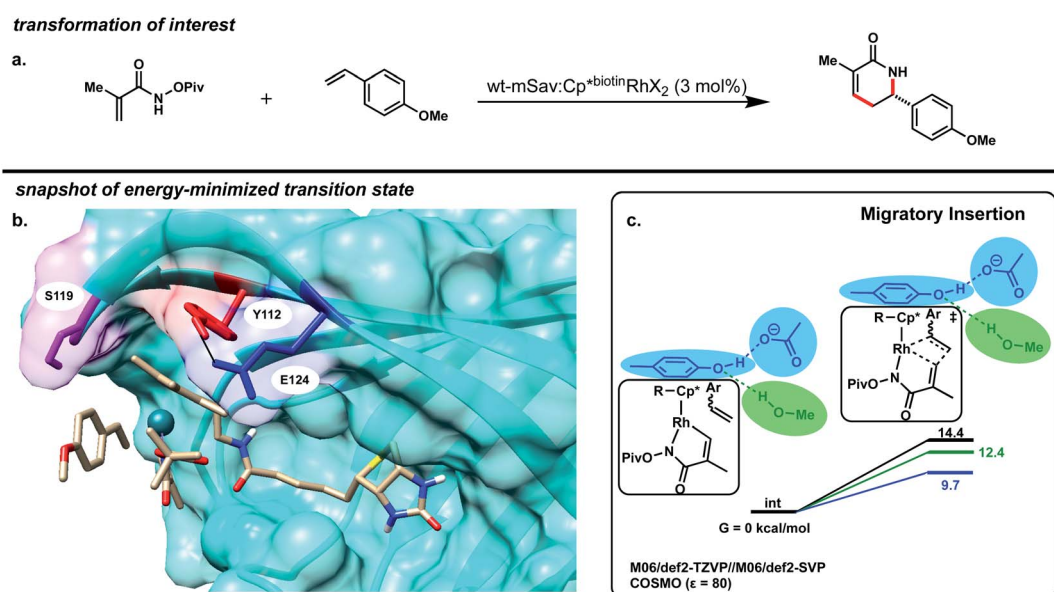 transformation of interest
a.
Me
O
N
H
OPiv
+
OMe
wt-mSav:Cp*biotinRhX2 (3 mol%)
O
Me
NH
OMe
snapshot of energy-minimized transition state
b.
S119
Y112
E124
c.
Migratory Insertion
O
H
O
⊖
O
H
O
Me
R
Cp*
Ar
‡
Rh
N
PivO
O
O
H
O
⊖
O
H
O
Me
R
Cp*
Ar
Rh
N
PivO
O
14.4
12.4
9.7
int
G = 0 kcal/mol
M06/def2-TZVP//M06/def2-SVP
COSMO (ε = 80)